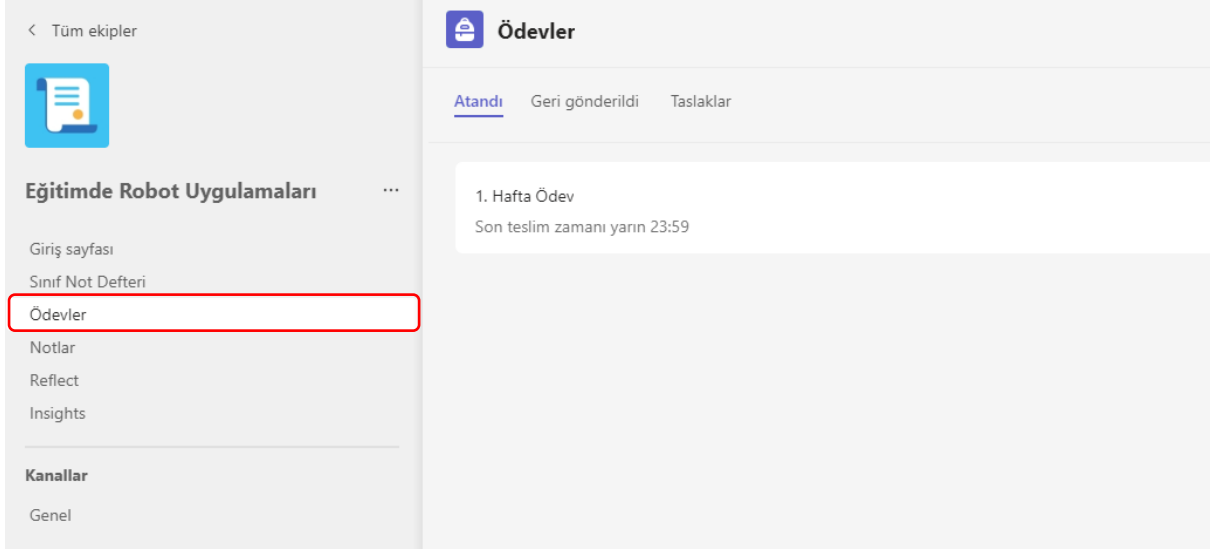 Tüm ekipler
Eğitimde Robot Uygulamaları
Giriş sayfası
Sınıf Not Defteri
Ödevler
Notlar
Reflect
Insights
Kanallar
Genel
Ödevler
Atandı Geri gönderildi Taslaklar
1. Hafta Ödev
Son teslim zamanı yarın 23:59